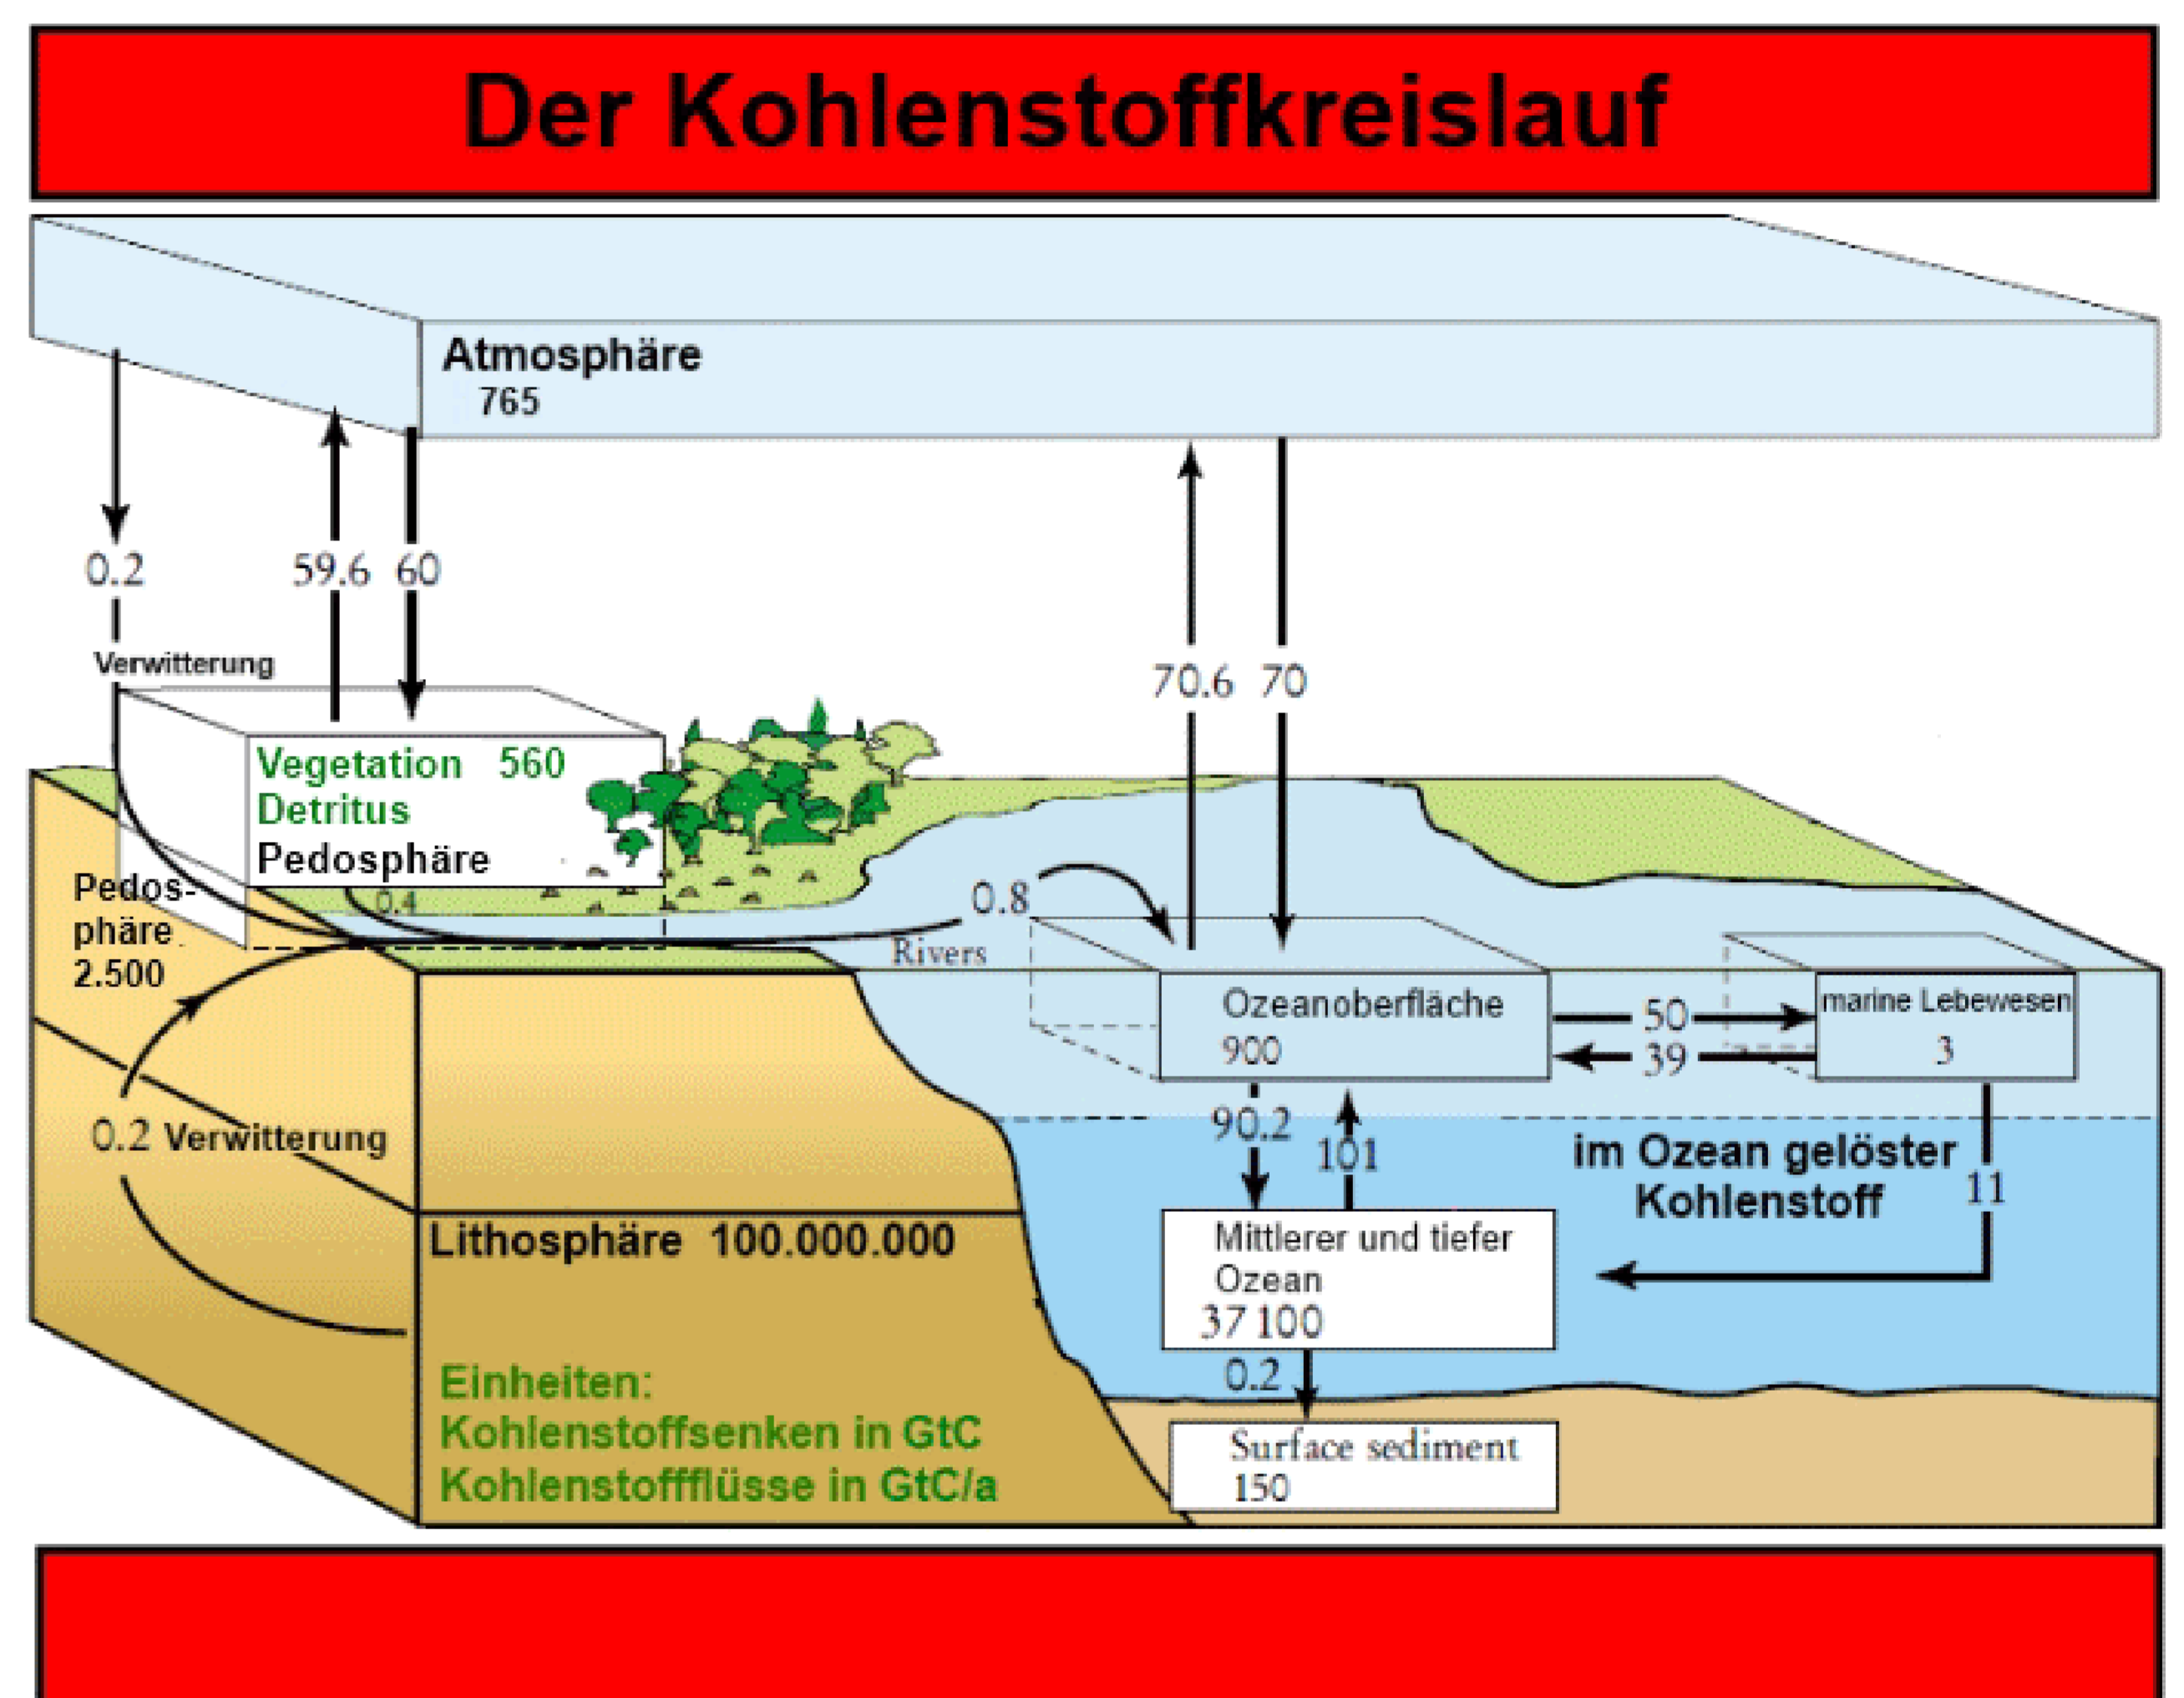 Der Kohlenstoffkreislauf
Atmosphäre
765
0.2
59.6 60
Verwitterung
70.6 70
Vegetation 560
Detritus
Pedosphäre
Pedos-
phäre
2.500
0.4
0.8
Rivers
Ozeanoberfläche
900
50
39
marine Lebewesen
3
90.2
101
im Ozean gelöster
Kohlenstoff
11
0.2 Verwitterung
Lithosphäre 100.000.000
Mittlerer und tiefer
Ozean
37 100
0.2
Surface sediment
150
Einheiten:
Kohlenstoffsenken in GtC
Kohlenstoffflüsse in GtC/a